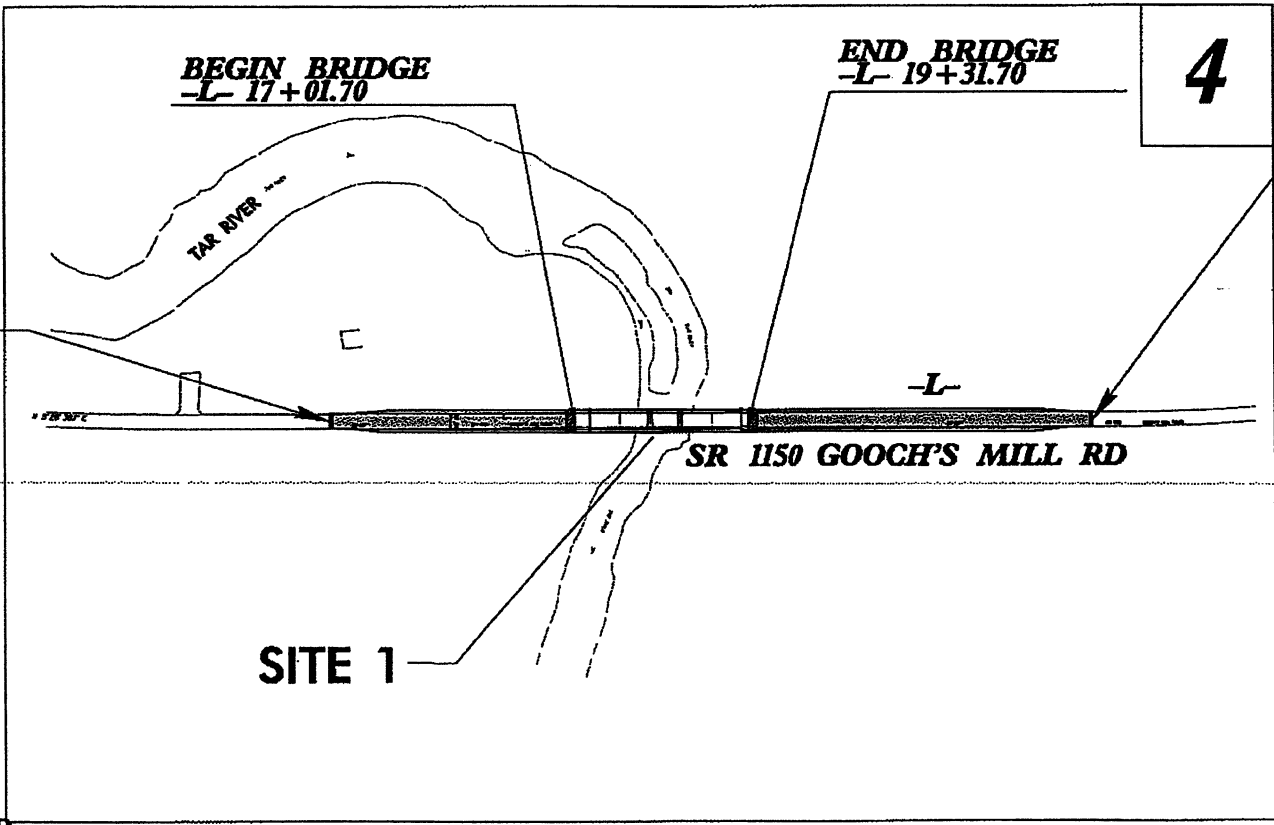 BEGIN BRIDGE
-L- 17+01.70
END BRIDGE
-L- 19+31.70
4
TAR RIVER
-L-
SR 1150 GOOCH'S MILL RD
SITE 1